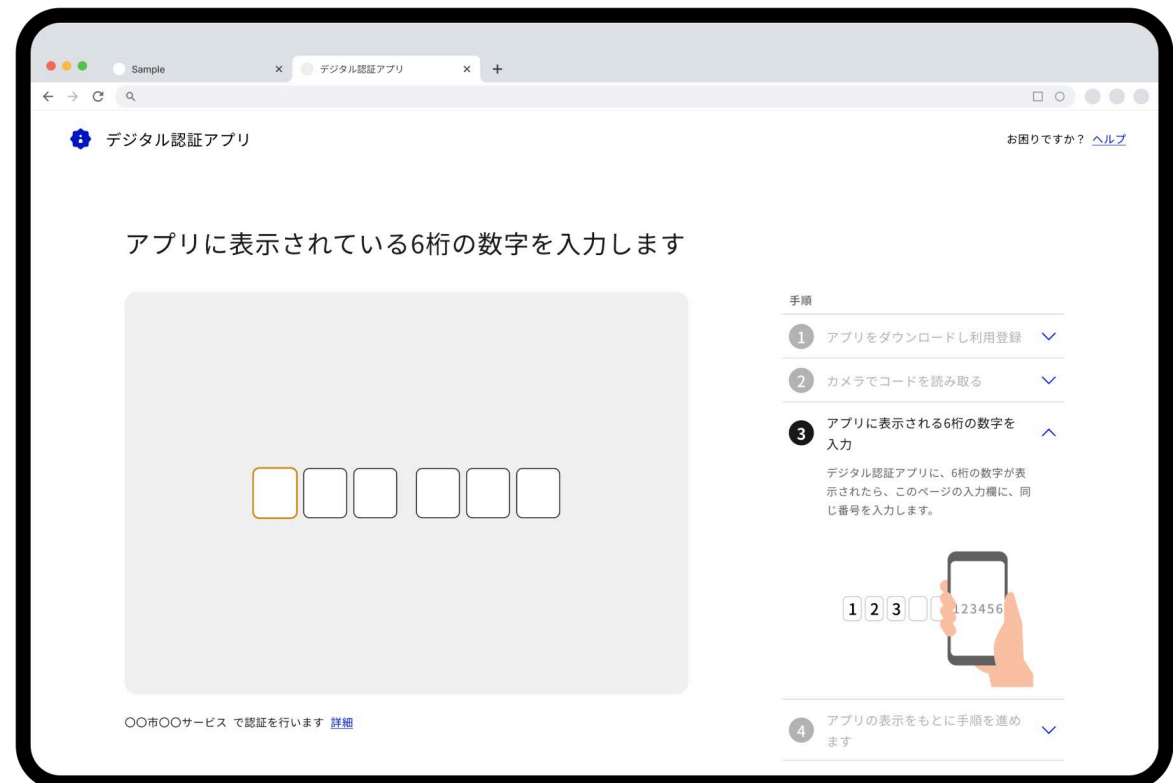 Sample
デジタル認証アプリ
デジタル認証アプリ
お困りですか？ ヘルプ
アプリに表示されている6桁の数字を入力します
手順
1 アプリをダウンロードし利用登録
2 カメラでコードを読み取る
3 アプリに表示される6桁の数字を
入力
デジタル認証アプリに、6桁の数字が表
示されたら、このページの入力欄に、同
じ番号を入力します。
1 2 3
123456
〇〇市〇〇サービス で認証を行います 詳細
4 アプリの表示をもとに手順を進め
ます